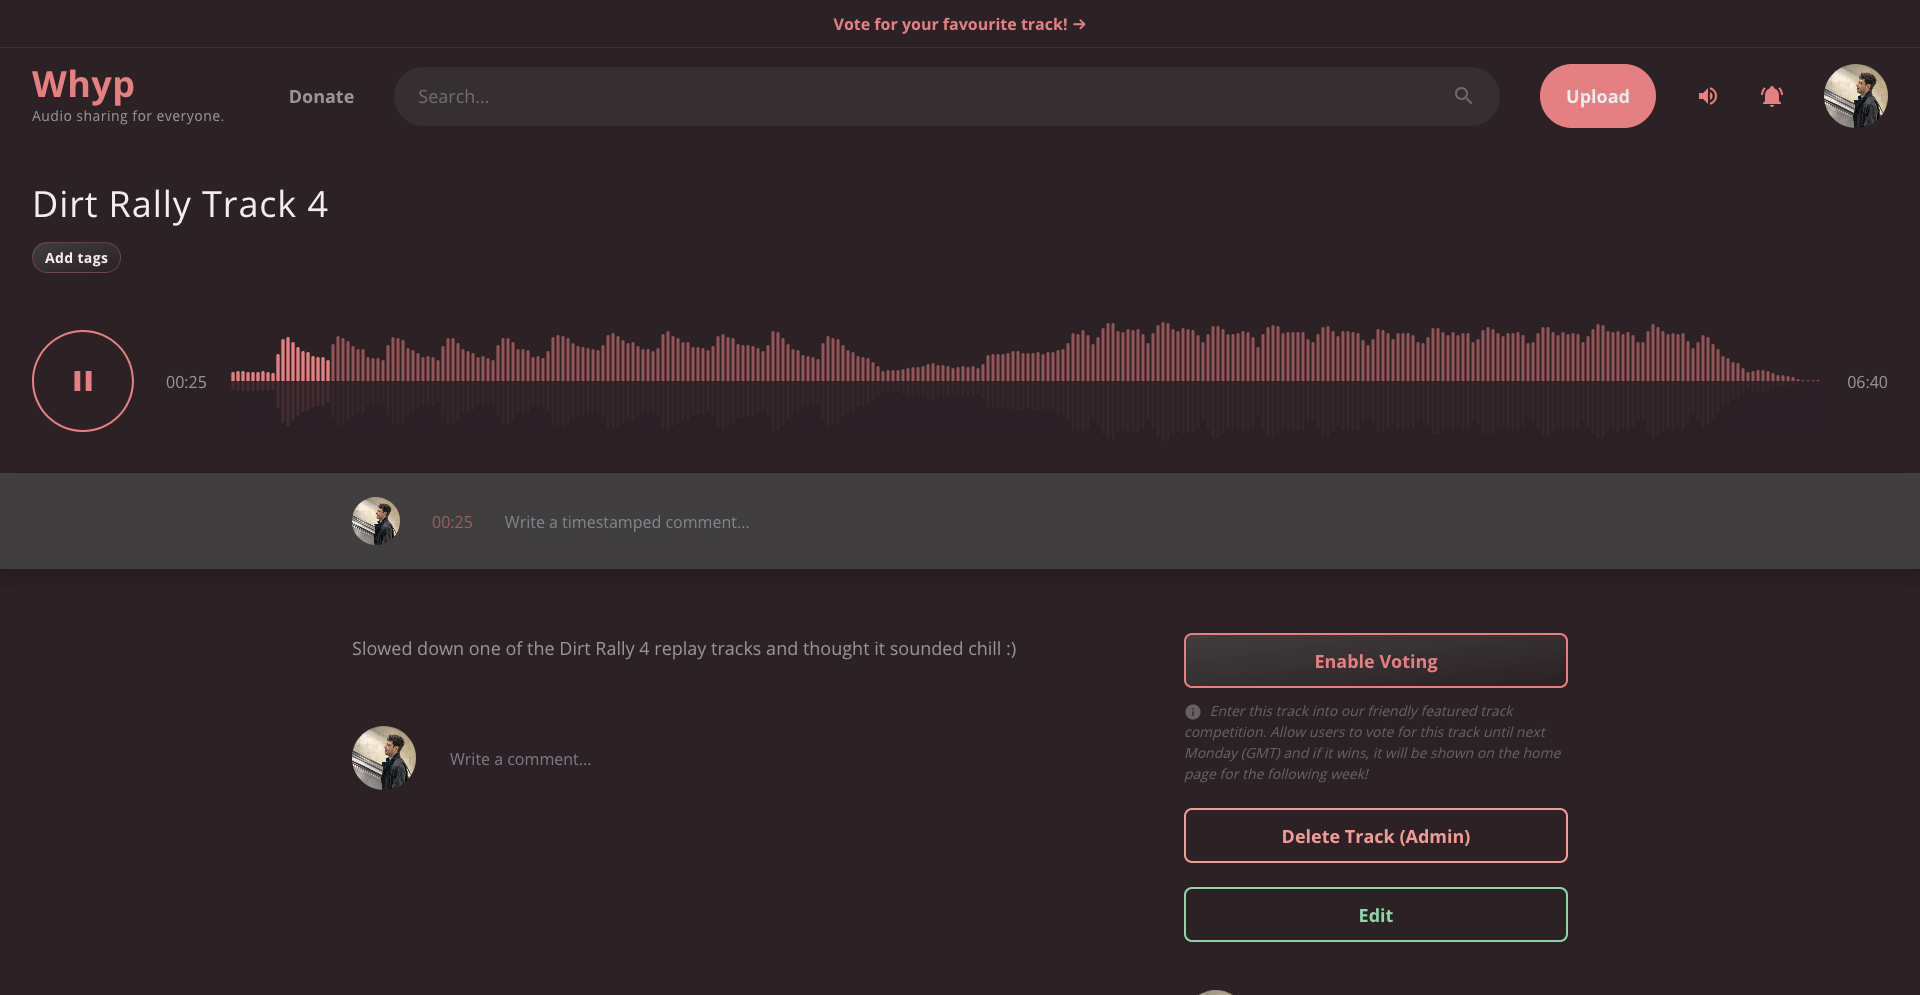 Vote for your favourite track! →
Whyp
Audio sharing for everyone.
Donate
Search...
Upload
Dirt Rally Track 4
Add tags
00:25
06:40
00:25
Write a timestamped comment...
Slowed down one of the Dirt Rally 4 replay tracks and thought it sounded chill :)
Write a comment...
Enable Voting
Enter this track into our friendly featured track
competition. Allow users to vote for this track until next
Monday (GMT) and if it wins, it will be shown on the home
page for the following week!
Delete Track (Admin)
Edit